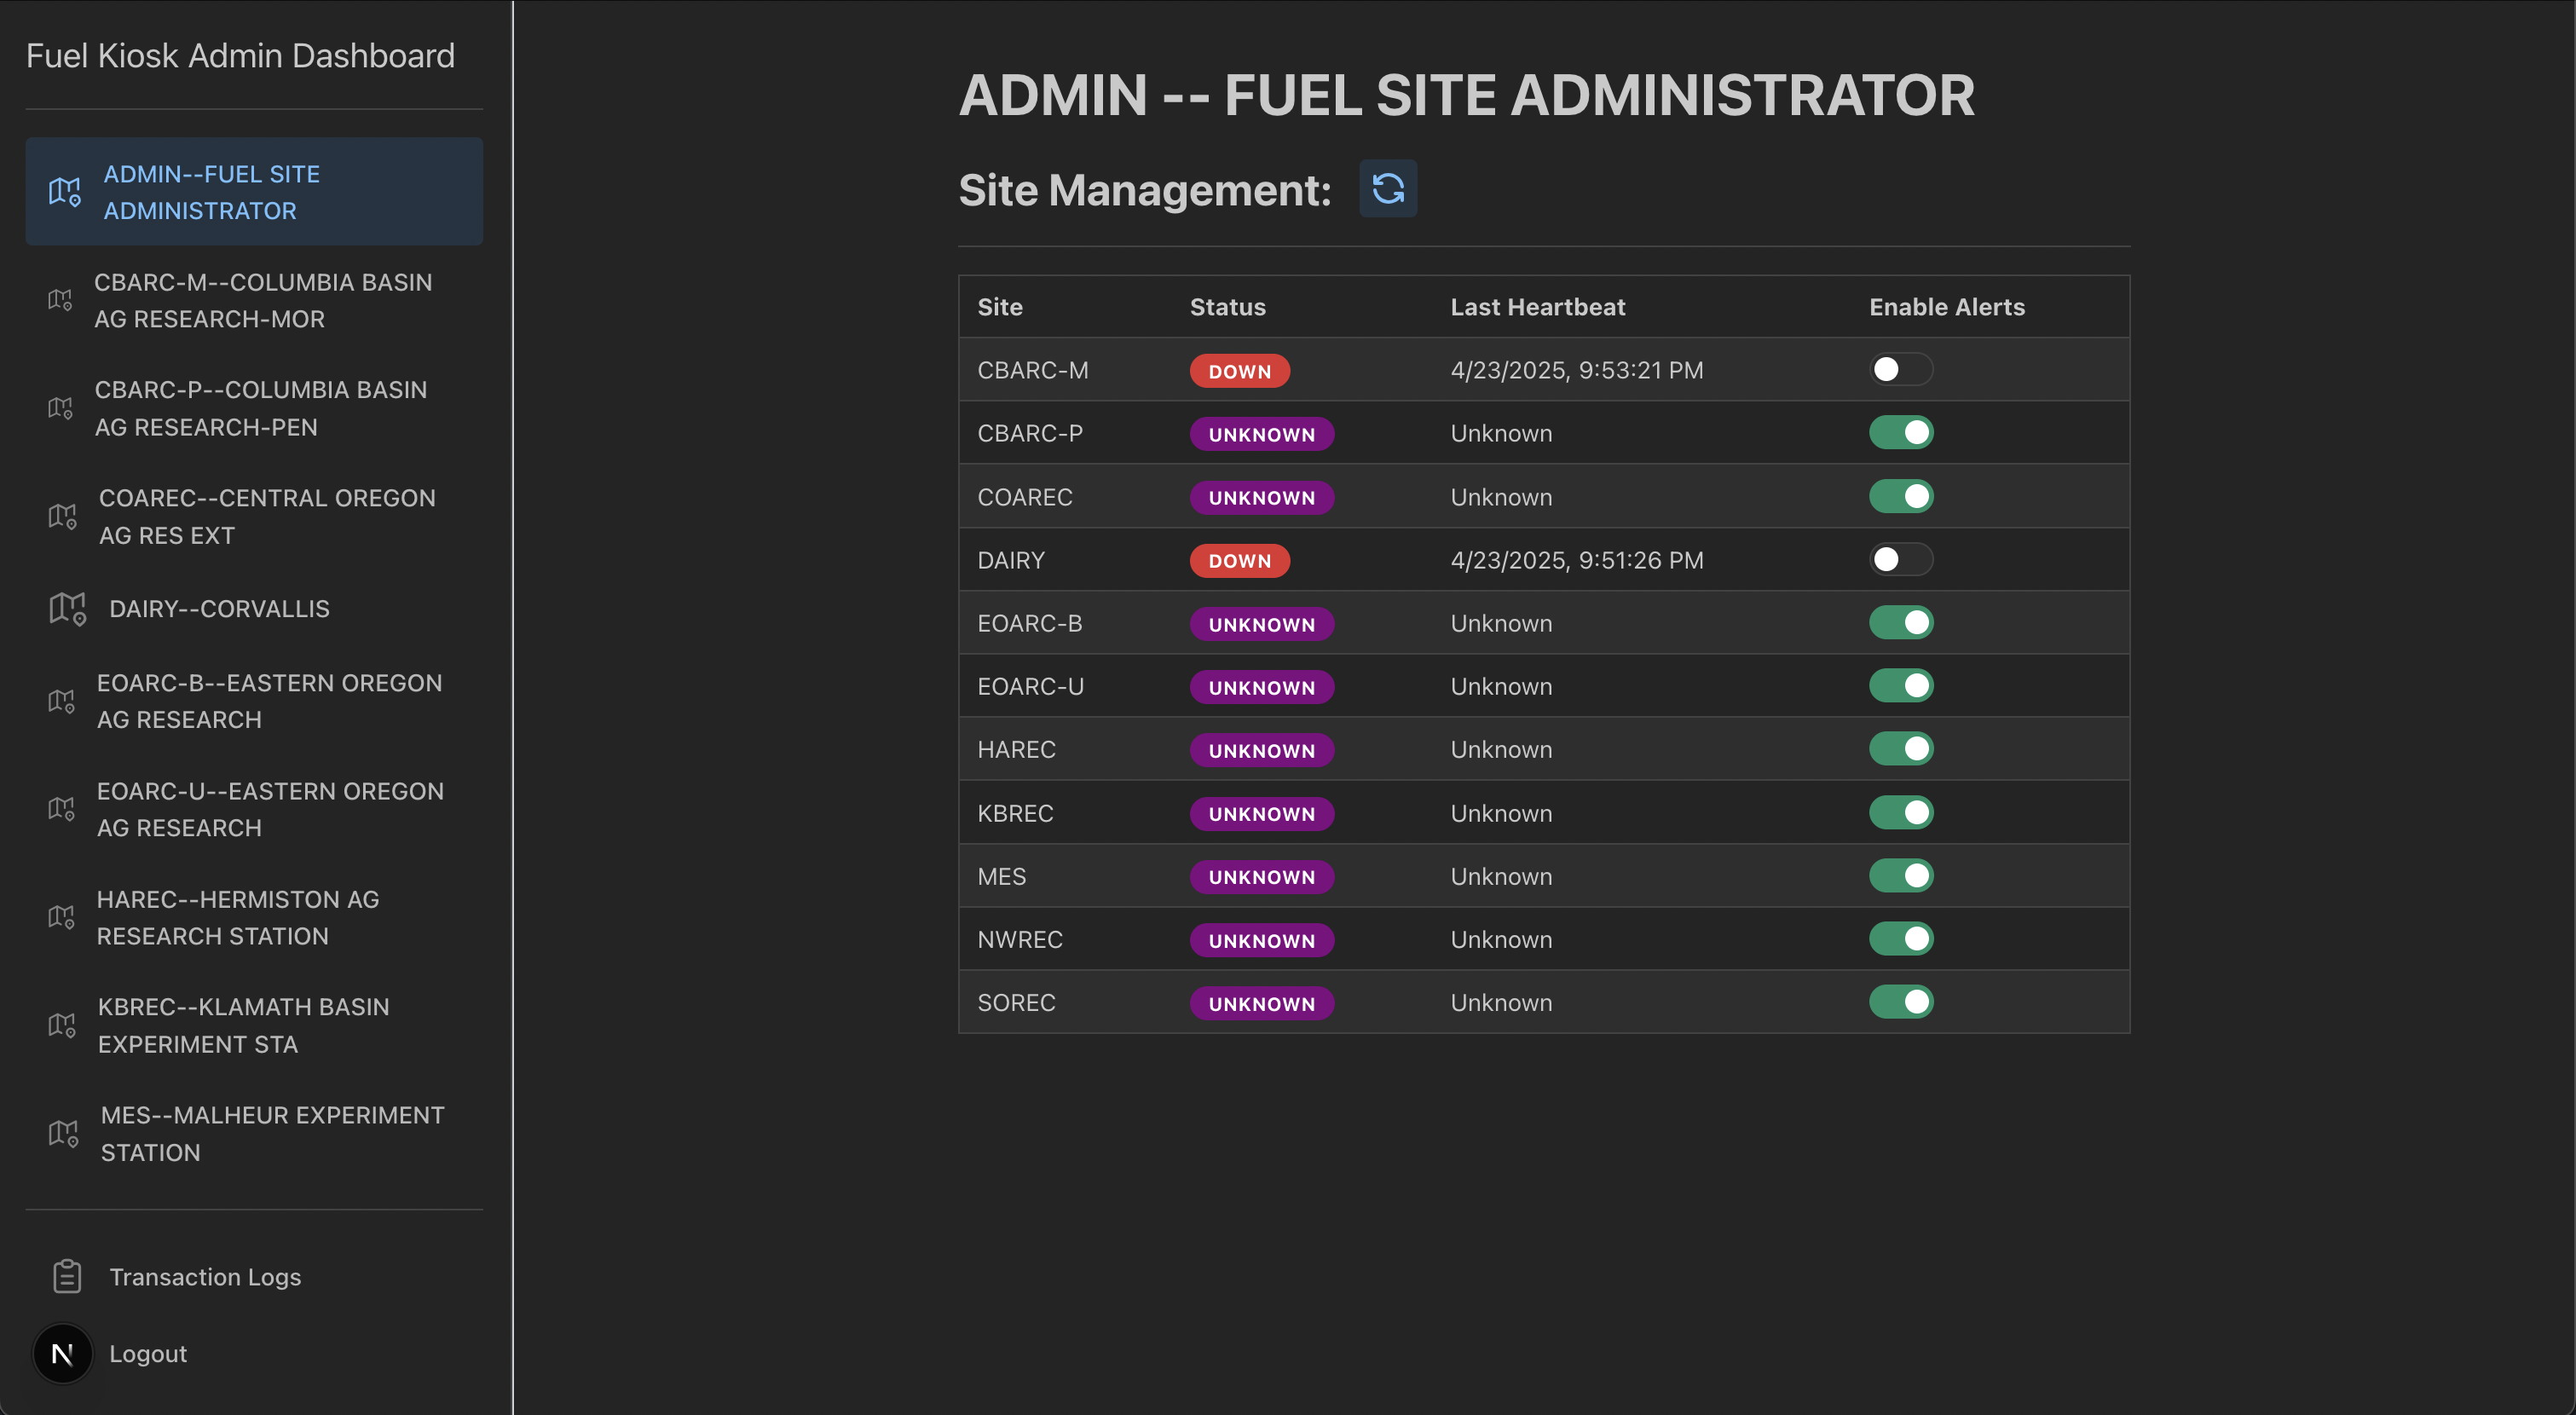 Fuel Kiosk Admin Dashboard
ADMIN--FUEL SITE
ADMINISTRATOR
CBARC-M--COLUMBIA BASIN
AG RESEARCH-MOR
CBARC-P--COLUMBIA BASIN
AG RESEARCH-PEN
COAREC--CENTRAL OREGON
AG RES EXT
DAIRY--CORVALLIS
EOARC-B--EASTERN OREGON
AG RESEARCH
EOARC-U--EASTERN OREGON
AG RESEARCH
HAREC--HERMISTON AG
RESEARCH STATION
KBREC--KLAMATH BASIN
EXPERIMENT STA
MES--MALHEUR EXPERIMENT
STATION
Transaction Logs
N Logout
ADMIN -- FUEL SITE ADMINISTRATOR
Site Management:
Site Status Last Heartbeat Enable Alerts
CBARC-M DOWN 4/23/2025, 9:53:21 PM
CBARC-P UNKNOWN Unknown
COAREC UNKNOWN Unknown
DAIRY DOWN 4/23/2025, 9:51:26 PM
EOARC-B UNKNOWN Unknown
EOARC-U UNKNOWN Unknown
HAREC UNKNOWN Unknown
KBREC UNKNOWN Unknown
MES UNKNOWN Unknown
NWREC UNKNOWN Unknown
SOREC UNKNOWN Unknown